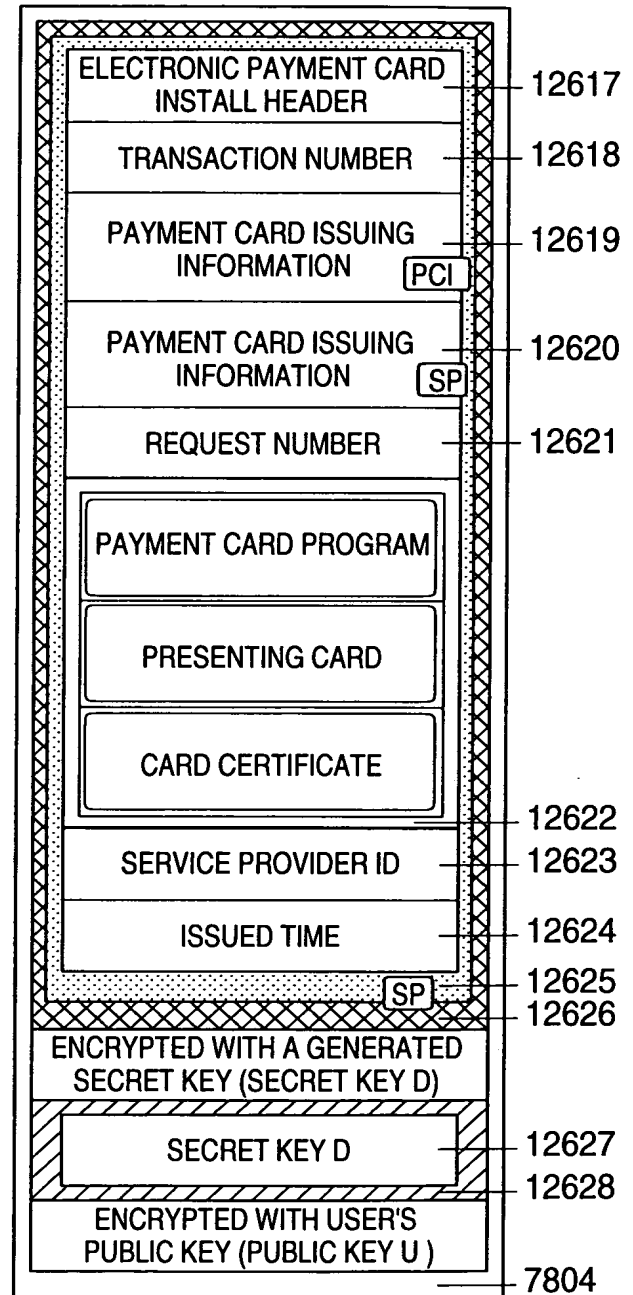 ELECTRONIC PAYMENT CARD
INSTALL HEADER
12617
TRANSACTION NUMBER
12618
PAYMENT CARD ISSUING
INFORMATION
12619
PCI
PAYMENT CARD ISSUING
INFORMATION
12620
SP
REQUEST NUMBER
12621
PAYMENT CARD PROGRAM
PRESENTING CARD
CARD CERTIFICATE
12622
SERVICE PROVIDER ID
12623
ISSUED TIME
12624
SP
12625
12626
ENCRYPTED WITH A GENERATED
SECRET KEY (SECRET KEY D)
SECRET KEY D
12627
12628
ENCRYPTED WITH USER'S
PUBLIC KEY (PUBLIC KEY U )
7804